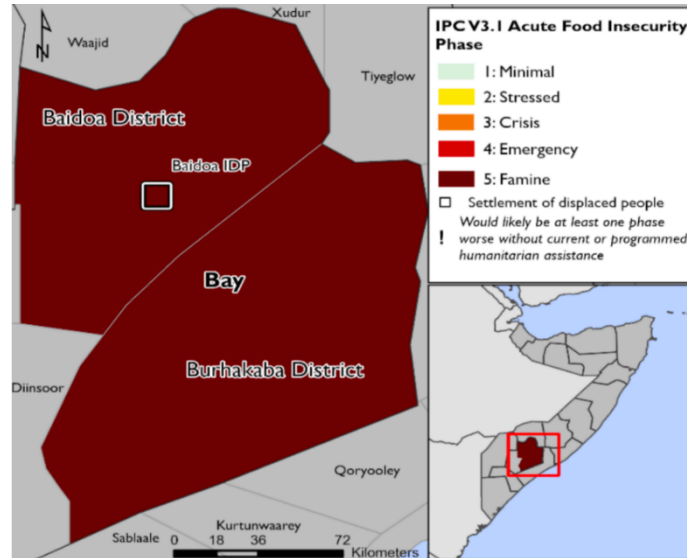 N
Xudur
Waajid
Tiyeglow
Baidoa District
Baidoa IDP
Bay
Burhakaba District
Diinsoor
Qoryooley
Kurtunwaarey
Sablaale
0 18 36 72
Kilometers
IPC V3.1 Acute Food Insecurity
Phase
1: Minimal
2: Stressed
3: Crisis
4: Emergency
5: Famine
Settlement of displaced people
Would likely be at least one phase
! worse without current or programmed
humanitarian assistance